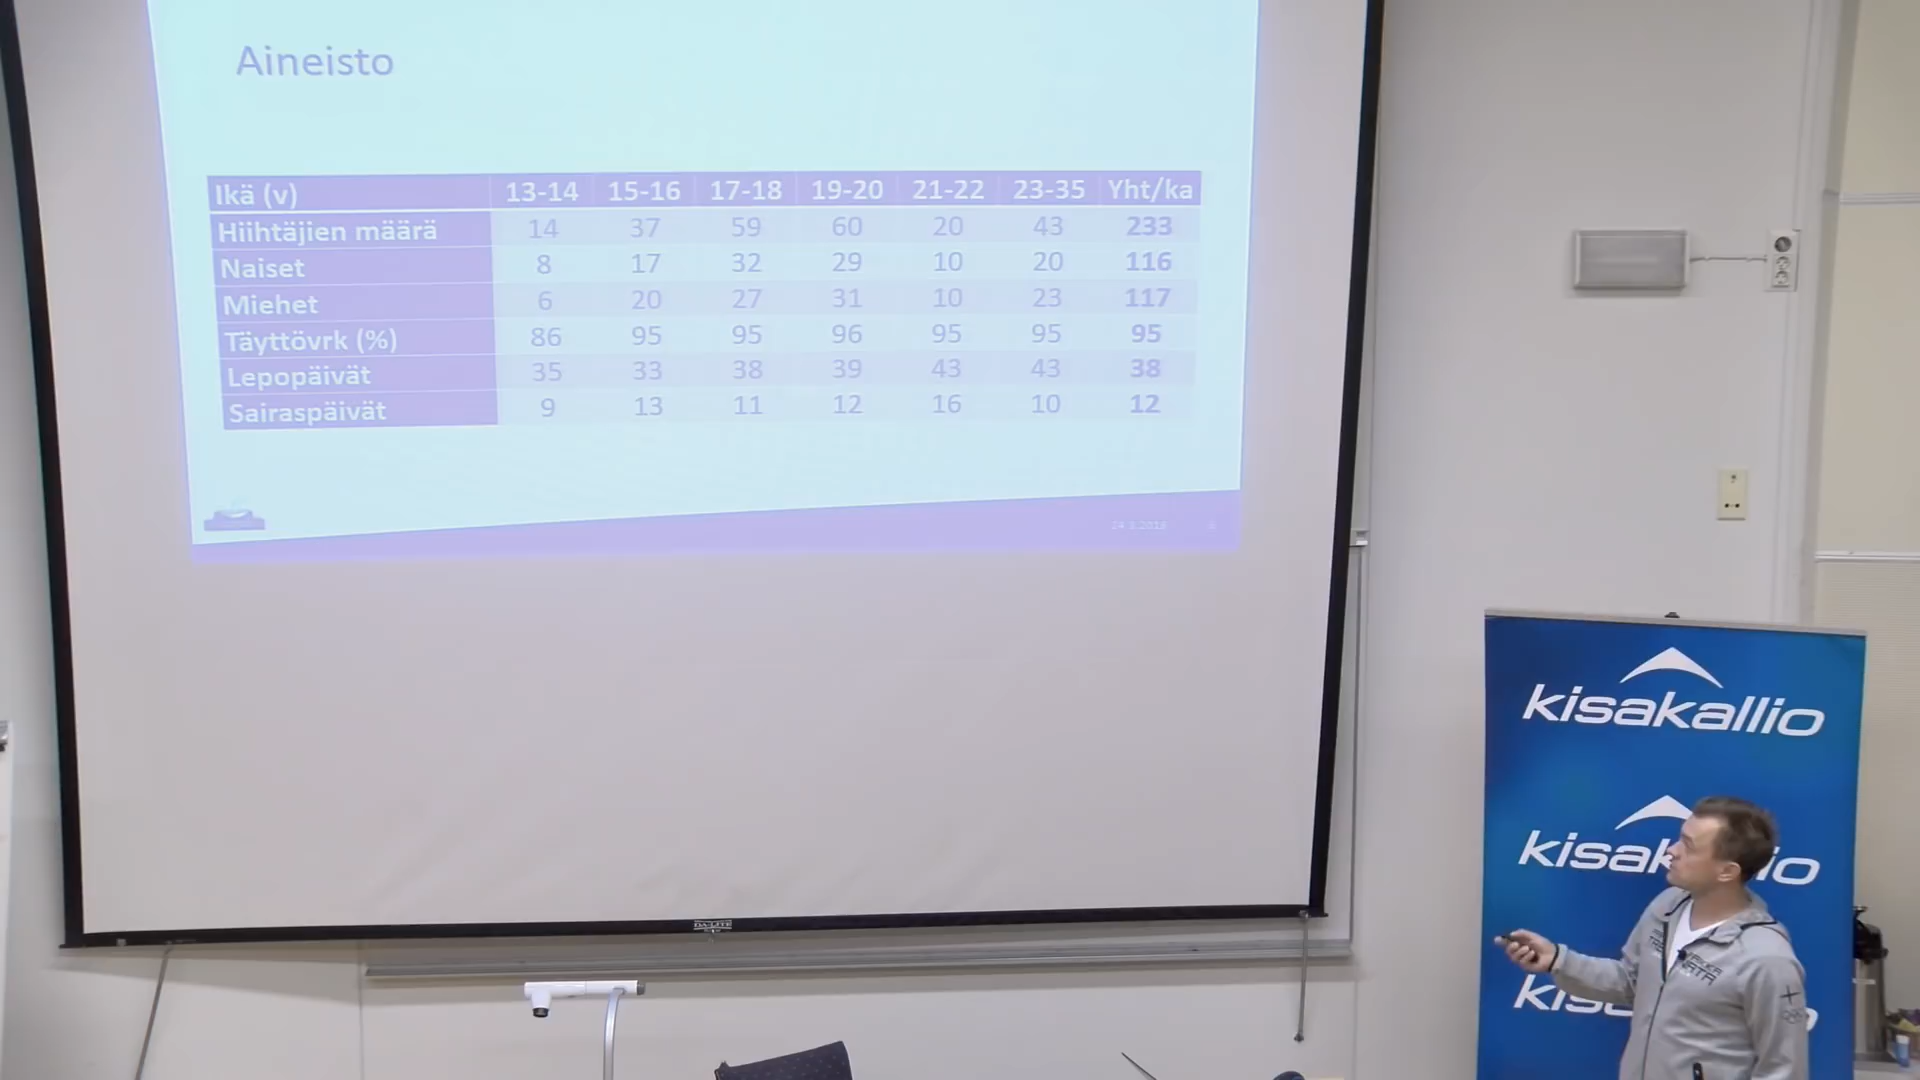 Aineisto
Ikä (v) 13-14 15-16 17-18 19-20 21-22 23-35 Yht/ka
Hiihtäjien määrä 14 37 59 60 20 43 233
Naiset 8 17 32 29 10 20 116
Miehet 6 20 27 31 10 23 117
Täyttövrk (%) 86 95 95 96 95 95 95
Lepopäivät 35 33 38 39 43 43 38
Sairaspäivät 9 13 11 12 16 10 12
DA-LITE
kisakallio